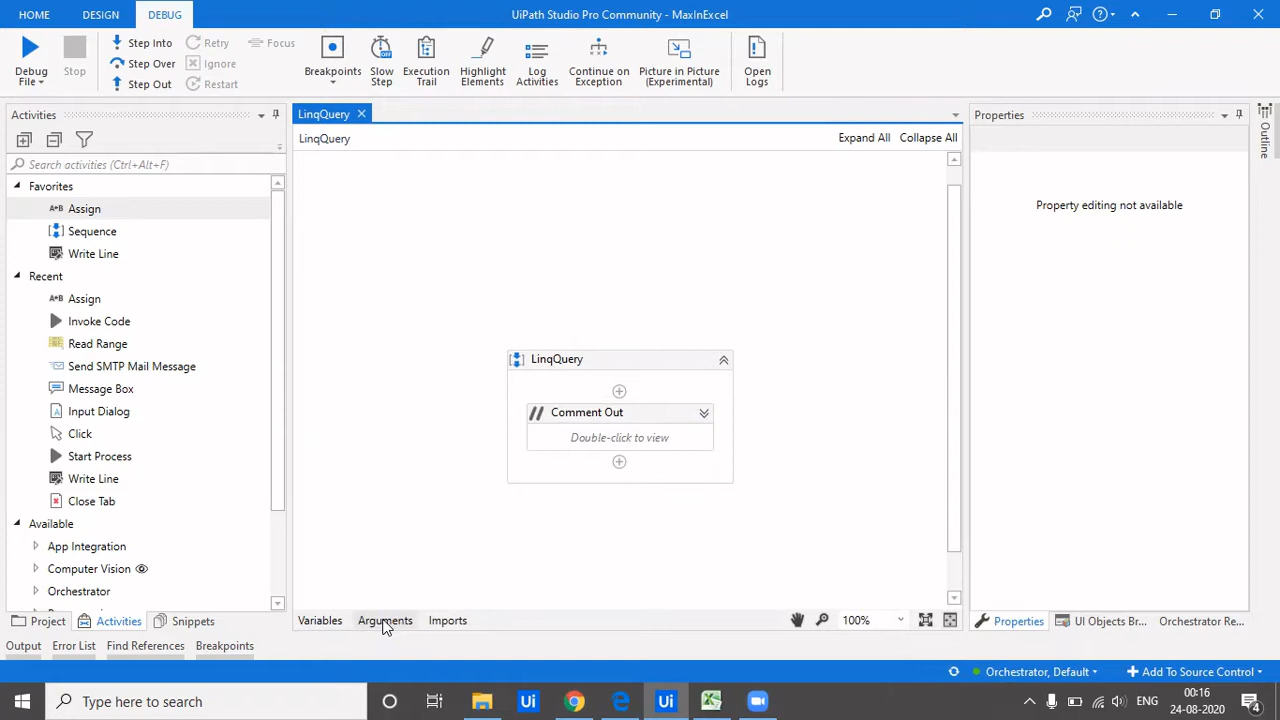 HOME DESIGN DEBUG
UiPath Studio Pro Community - MaxInExcel
Debug File
Stop
Step Into
Step Over
Step Out
Retry
Ignore
Restart
Focus
Breakpoints
Slow Step
Execution Trail
Highlight Elements
Log Activities
Continue on Exception
Picture in Picture (Experimental)
Open Logs
Activities
Search activities (Ctrl+Alt+F)
Favorites
Assign
Sequence
Write Line
Recent
Assign
Invoke Code
Read Range
Send SMTP Mail Message
Message Box
Input Dialog
Click
Start Process
Write Line
Close Tab
Available
App Integration
Computer Vision
Orchestrator
Project Activities Snippets
LinqQuery
LinqQuery
Expand All Collapse All
LinqQuery
Comment Out
Double-click to view
Variables Arguments Imports
100%
Properties
Property editing not available
Outline
Properties UI Objects Br... Orchestrator Re...
Output Error List Find References Breakpoints
Orchestrator, Default
Add To Source Control
Type here to search
ENG
00:16
24-08-2020
4